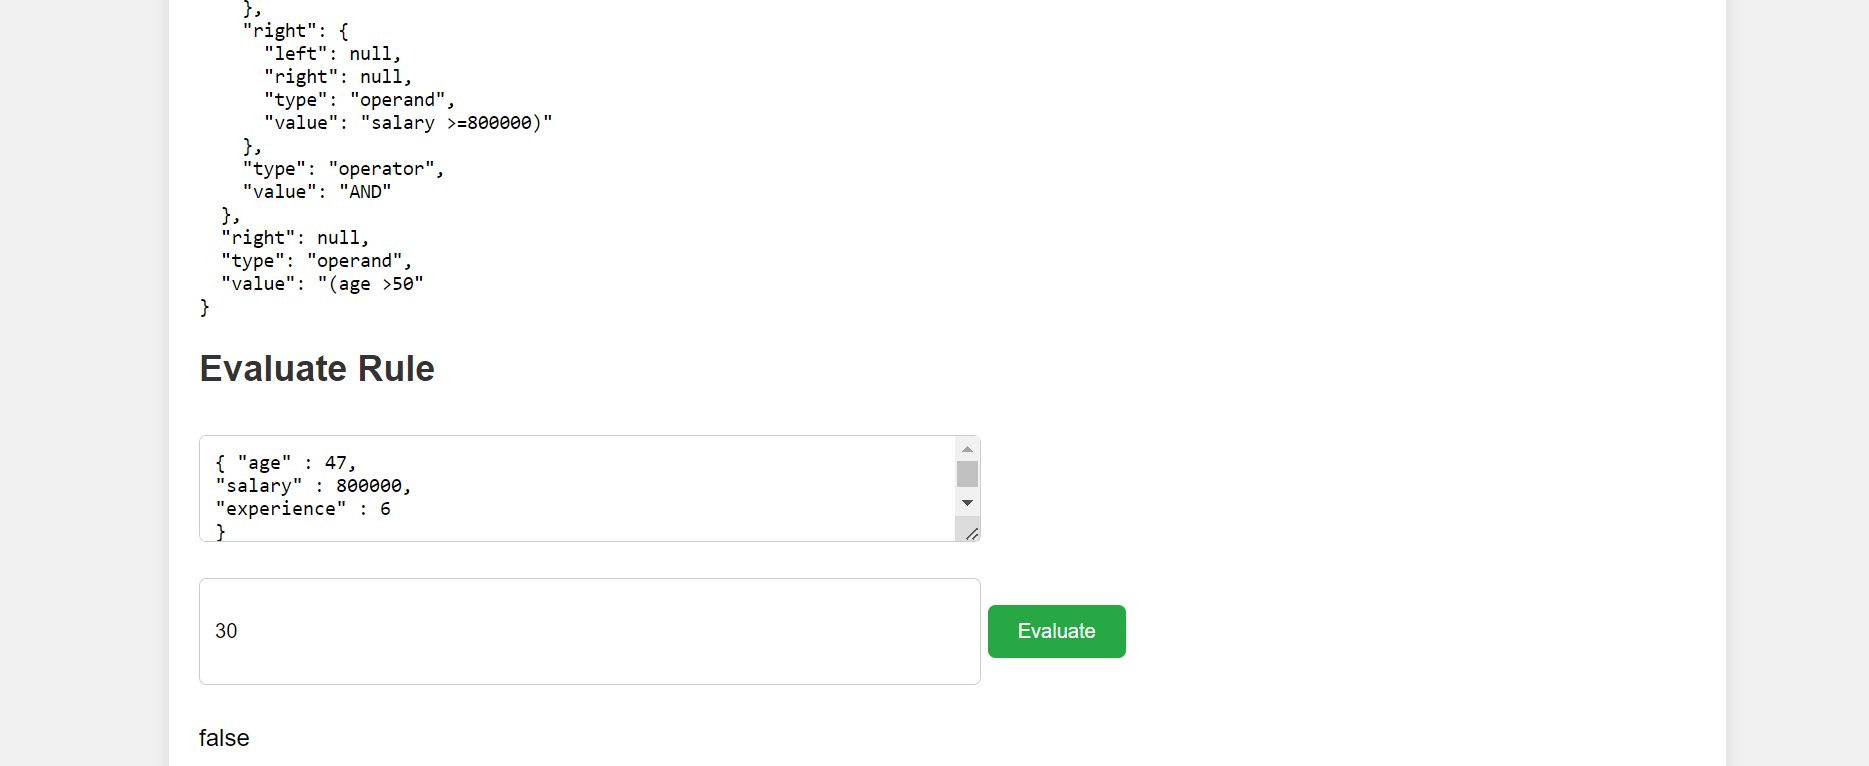 },
"right": {
"left": null,
"right": null,
"type": "operand",
"value": "salary >=800000)"
},
"type": "operator",
"value": "AND"
},
"right": null,
"type": "operand",
"value": "(age >50"
}
Evaluate Rule
{ "age" : 47,
"salary" : 800000,
"experience" : 6
}
30
Evaluate
false